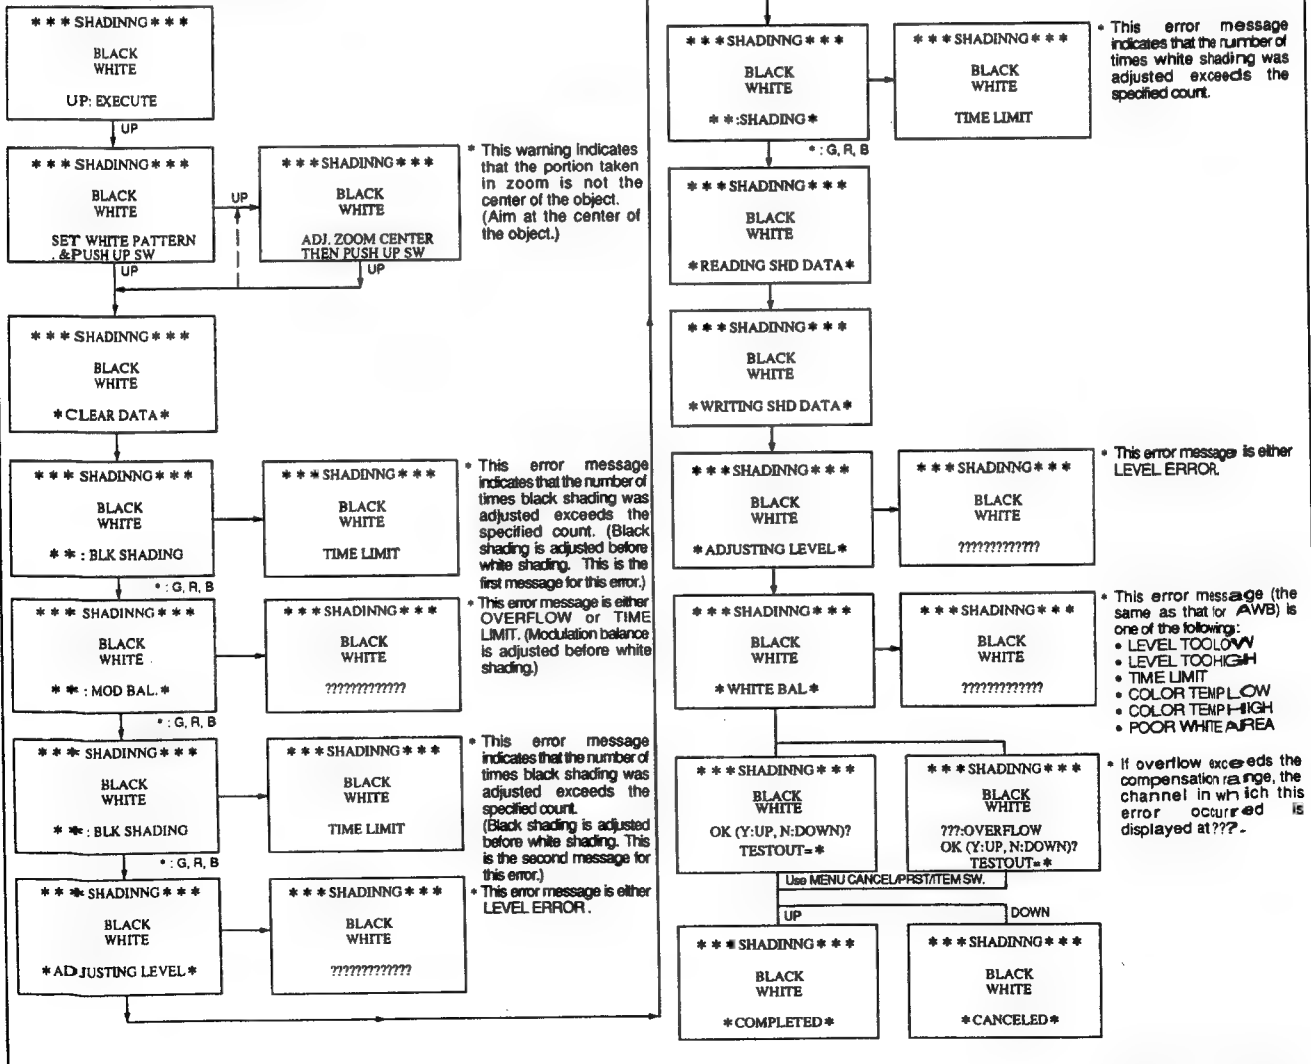 * * * SHADINNG * * *
BLACK
WHITE
UP: EXECUTE
UP
* * * SHADINNG * * *
BLACK
WHITE
SET WHITE PATTERN
. &PUSH UP SW
UP
UP
* * * SHADINNG * * *
BLACK
WHITE
ADJ. ZOOM CENTER
THEN PUSH UP SW
UP
* This warning indicates
that the portion taken
in zoom is not the
center of the object.
(Aim at the center of
the object.)
* * * SHADINNG * * *
BLACK
WHITE
* CLEAR DATA *
* * * SHADINNG * * *
BLACK
WHITE
* * : BLK SHADING
* : G, R, B
* * * SHADINNG * * *
BLACK
WHITE
TIME LIMIT
* This error message
indicates that the number of
times black shading was
adjusted exceeds the
specified count. (Black
shading is adjusted before
white shading. This is the
first message for this error.)
* * * SHADINNG * * *
BLACK
WHITE
* * : MOD BAL. *
* : G, R, B
* * * SHADINNG * * *
BLACK
WHITE
?????????????
* This error message is either
OVERFLOW or TIME
LIMIT. (Modulation balance
is adjusted before white
shading.)
* * * SHADINNG * * *
BLACK
WHITE
* * : BLK SHADING
* : G, R, B
* * * SHADINNG * * *
BLACK
WHITE
TIME LIMIT
* This error message
indicates that the number of
times black shading was
adjusted exceeds the
specified count.
(Black shading is adjusted
before white shading. This
is the second message for
this error.)
* * * SHADINNG * * *
BLACK
WHITE
* ADJUSTING LEVEL *
* * * SHADINNG * * *
BLACK
WHITE
?????????????
* This error message is either
LEVEL ERROR.
* * * SHADINNG * * *
BLACK
WHITE
* * :SHADING *
* : G, R, B
* * * SHADINNG * * *
BLACK
WHITE
TIME LIMIT
* This error message
indicates that the number of
times white shading was
adjusted exceeds the
specified count.
* * * SHADINNG * * *
BLACK
WHITE
* READING SHD DATA *
* * * SHADINNG * * *
BLACK
WHITE
* WRITING SHD DATA *
* * * SHADINNG * * *
BLACK
WHITE
* ADJUSTING LEVEL *
* * * SHADINNG * * *
BLACK
WHITE
?????????????
* This error message is either
LEVEL ERROR.
* * * SHADINNG * * *
BLACK
WHITE
* WHITE BAL *
* * * SHADINNG * * *
BLACK
WHITE
?????????????
* This error message (the
same as that for AWB) is
one of the following:
• LEVEL TOOLOW
• LEVEL TOOHIGH
• TIME LIMIT
• COLOR TEMP LOW
• COLOR TEMP HIGH
• POOR WHITE AREA
* * * SHADINNG * * *
BLACK
WHITE
OK (Y:UP, N:DOWN)?
TESTOUT= *
* * * SHADINNG * * *
BLACK
WHITE
???:OVERFLOW
OK (Y:UP, N:DOWN)?
TESTOUT= *
* If overflow exceeds the
compensation range, the
channel in which this
error occurred is
displayed at???.
Use MENU CANCEL/PRST/ITEM SW.
UP
DOWN
* * * SHADINNG * * *
BLACK
WHITE
* COMPLETED *
* * * SHADINNG * * *
BLACK
WHITE
* CANCELED *